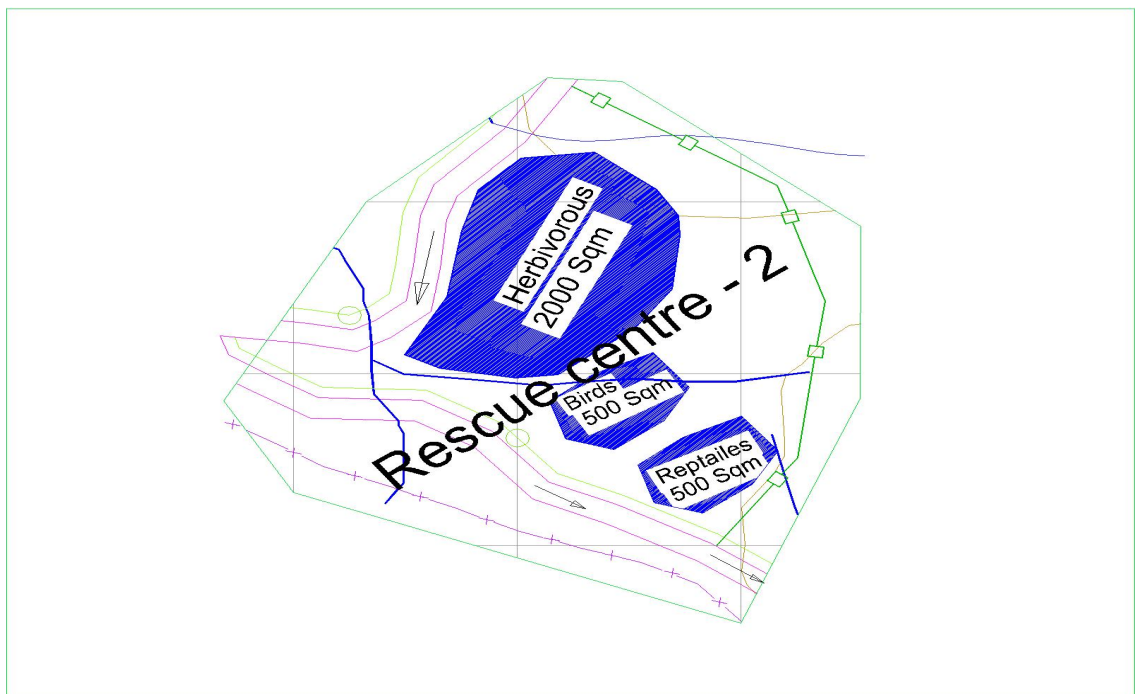 Herbivorous
2000 Sqm
Rescue centre - 2
Birds
500 Sqm
Reptailes
500 Sqm